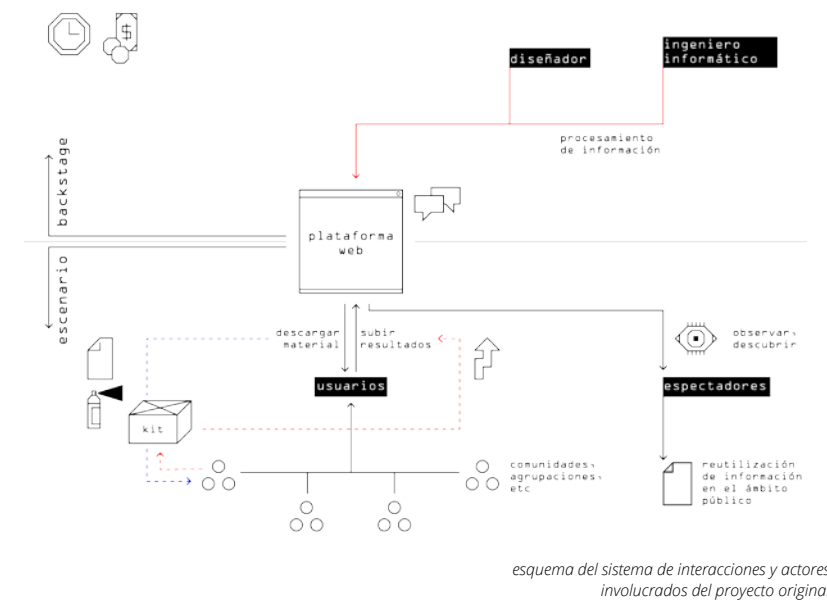 $
diseñador
ingeniero
informático
procesamiento
de información
backstage
plataforma
web
escenario
descargar
material
subir
resultados
observar,
descubrir
usuarios
espectadores
kit
comunidades,
agrupaciones,
etc
reutilización
de información
en el ámbito
público
esquema del sistema de interacciones y actores
involucrados del proyecto origina